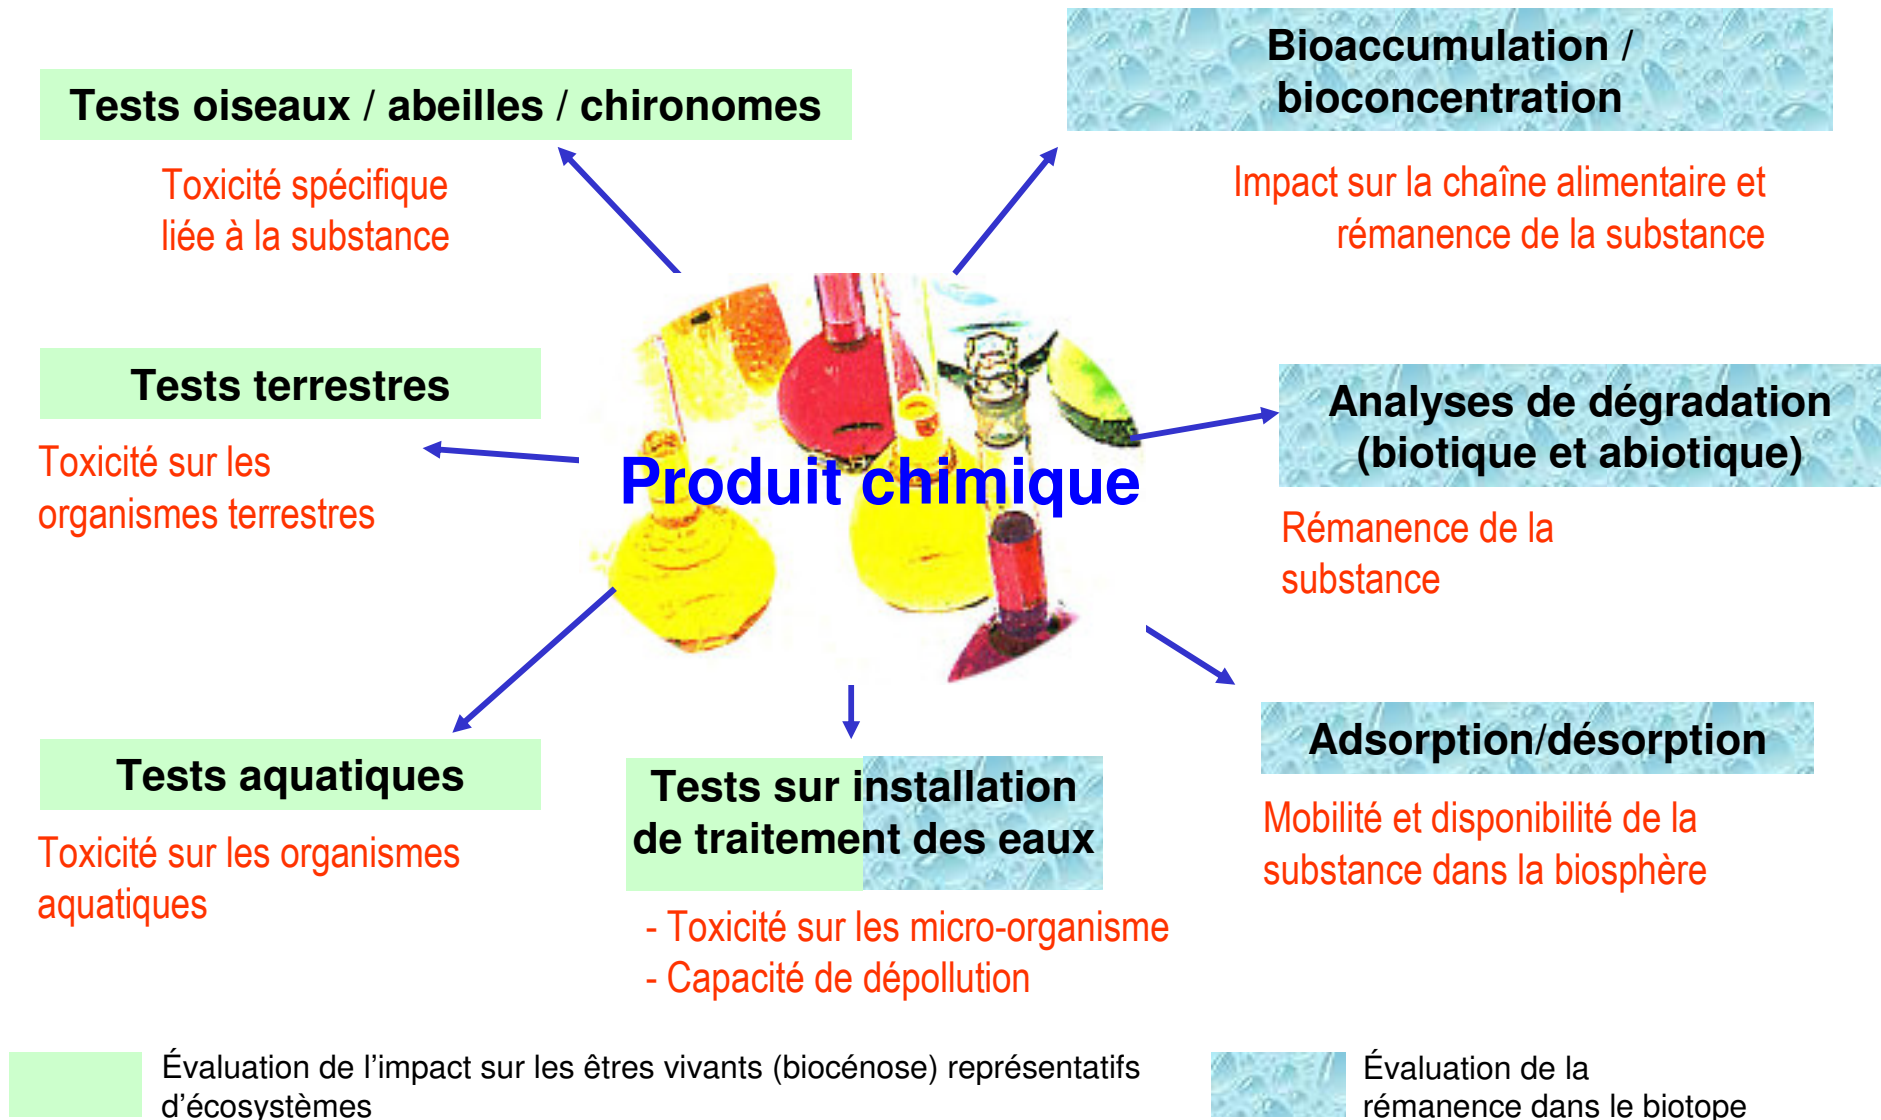 Tests oiseaux / abeilles / chironomes
Toxicité spécifique
liée à la substance
Bioaccumulation /
bioconcentration
Impact sur la chaîne alimentaire et
rémanence de la substance
Tests terrestres
Toxicité sur les
organismes terrestres
Produit chimique
Analyses de dégradation
(biotique et abiotique)
Rémanence de la
substance
Tests aquatiques
Toxicité sur les organismes
aquatiques
Tests sur installation
de traitement des eaux
- Toxicité sur les micro-organisme
- Capacité de dépollution
Adsorption/désorption
Mobilité et disponibilité de la
substance dans la biosphère
Évaluation de l’impact sur les êtres vivants (biocénose) représentatifs
d’écosystèmes
Évaluation de la
rémanence dans le biotope